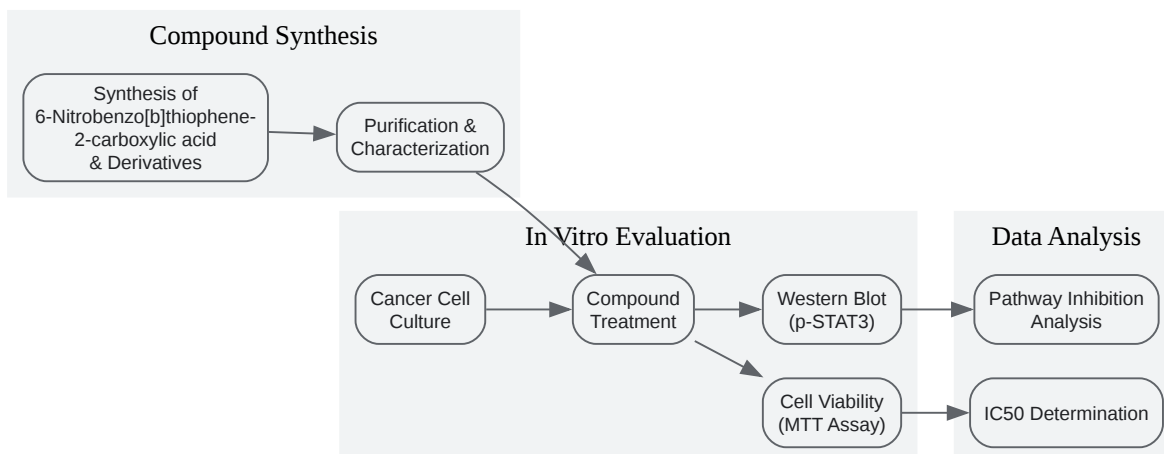 Compound Synthesis
Synthesis of
6-Nitrobenzo[b]thiophene-
2-carboxylic acid
& Derivatives
Purification &
Characterization
In Vitro Evaluation
Cancer Cell
Culture
Compound
Treatment
Western Blot
(p-STAT3)
Cell Viability
(MTT Assay)
Data Analysis
Pathway Inhibition
Analysis
IC50 Determination